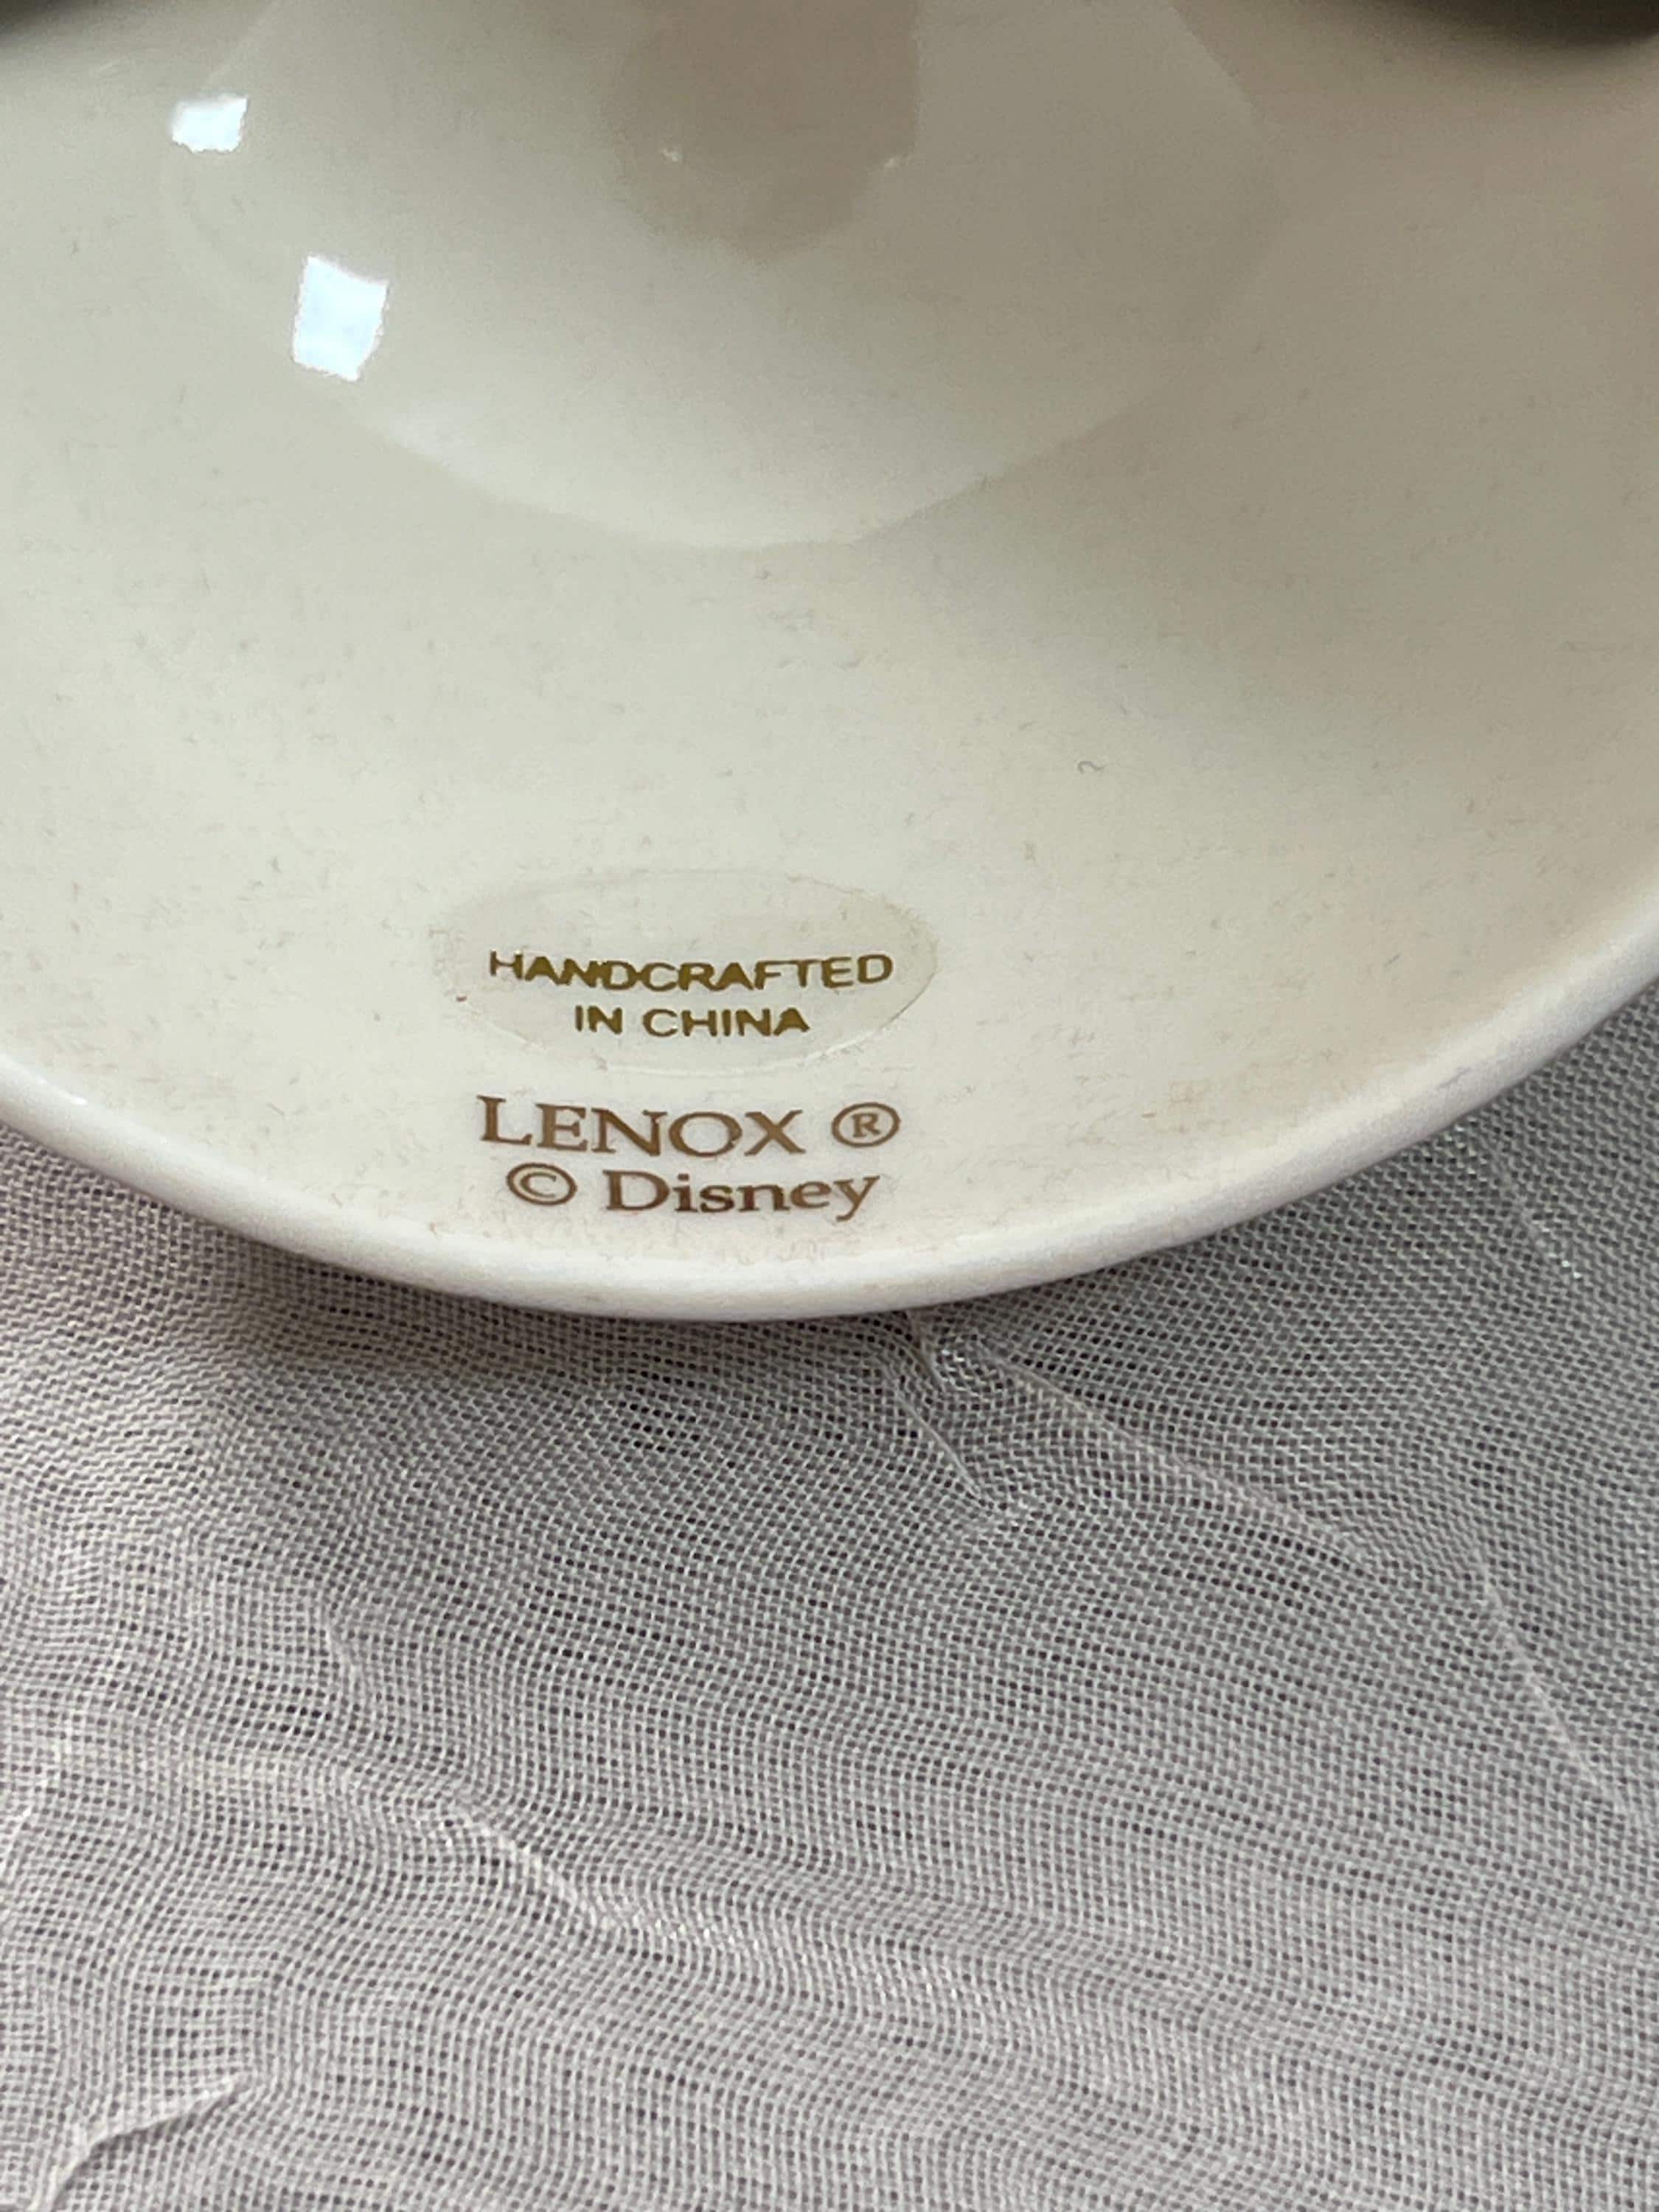 HANDCRAFTED
IN CHINA
LENOX ®
© Disney